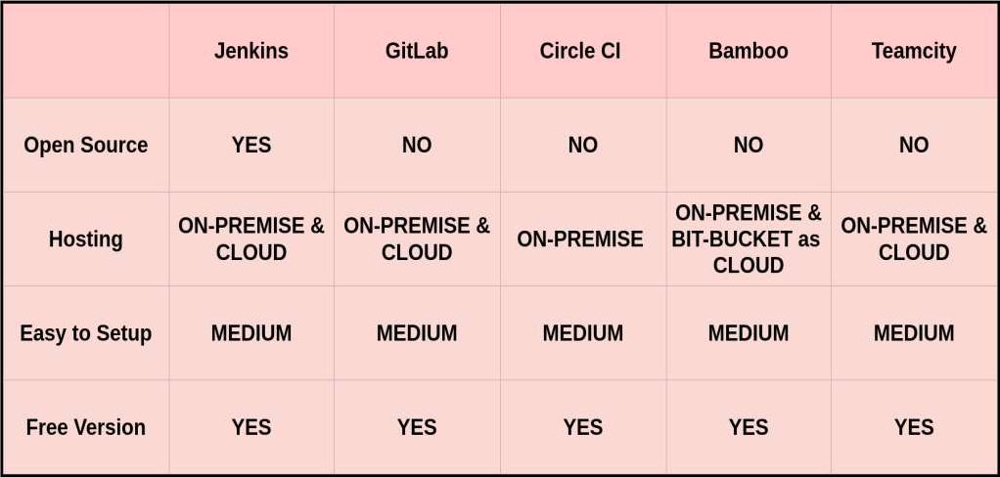 Jenkins GitLab Circle CI Bamboo Teamcity
Open Source YES NO NO NO NO
Hosting ON-PREMISE & CLOUD ON-PREMISE & CLOUD ON-PREMISE ON-PREMISE & BIT-BUCKET as CLOUD ON-PREMISE & CLOUD
Easy to Setup MEDIUM MEDIUM MEDIUM MEDIUM MEDIUM
Free Version YES YES YES YES YES